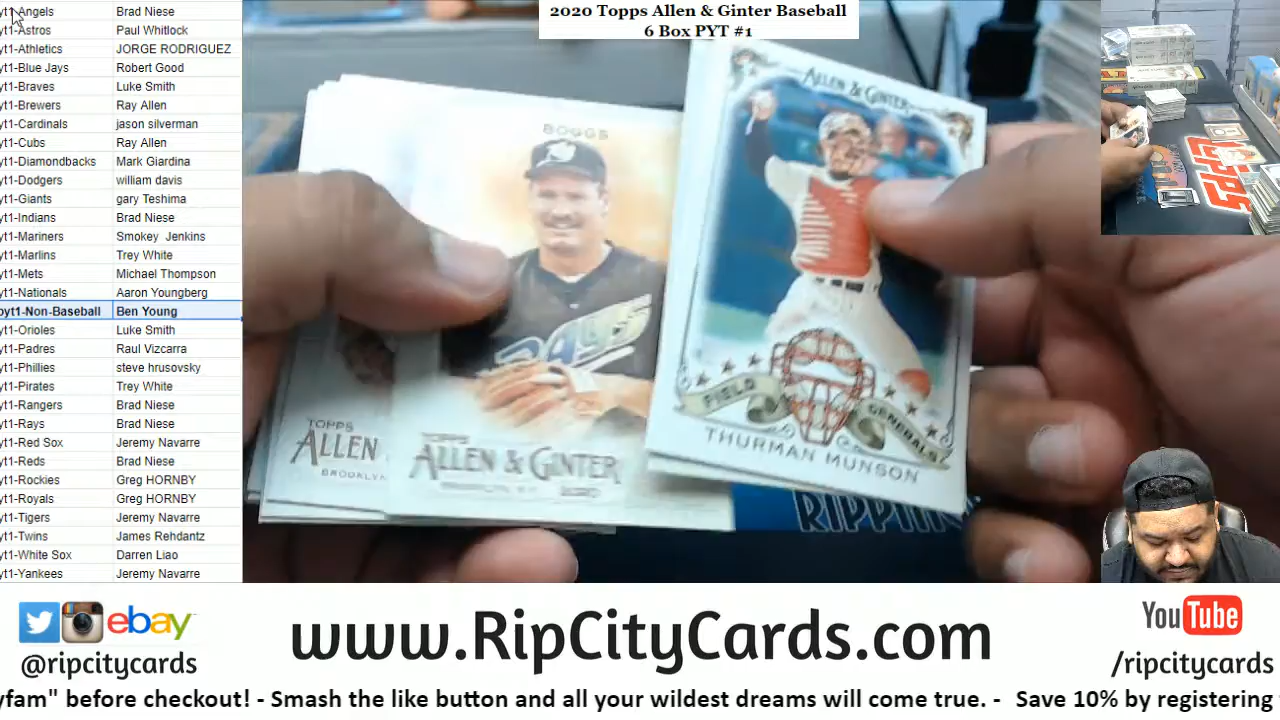 2020 Topps Allen & Ginter Baseball
6 Box PYT #1
yt1-Angels Brad Niese
yt1-Astros Paul Whitlock
yt1-Athletics JORGE RODRIGUEZ
yt1-Blue Jays Robert Good
yt1-Braves Luke Smith
yt1-Brewers Ray Allen
yt1-Cardinals jason silverman
yt1-Cubs Ray Allen
yt1-Diamondbacks Mark Giardina
yt1-Dodgers william davis
yt1-Giants gary Teshima
yt1-Indians Brad Niese
yt1-Mariners Smokey Jenkins
yt1-Marlins Trey White
yt1-Mets Michael Thompson
yt1-Nationals Aaron Youngberg
pyt1-Non-Baseball Ben Young
yt1-Orioles Luke Smith
yt1-Padres Raul Vizcarra
yt1-Phillies steve hrusovsky
yt1-Pirates Trey White
yt1-Rangers Brad Niese
yt1-Rays Brad Niese
yt1-Red Sox Jeremy Navarre
yt1-Reds Brad Niese
yt1-Rockies Greg HORNBY
yt1-Royals Greg HORNBY
yt1-Tigers Jeremy Navarre
yt1-Twins James Rehdantz
yt1-White Sox Darren Liao
yt1-Yankees Jeremy Navarre
BOGGS
RAYS
TOPPS
ALLEN & GINTER
TOPPS
ALLEN
BROOKLYN
ALLEN & GINTER
FIELD GENERALS
THURMAN MUNSON
RIPPIN
TOPPS
ebay
@ripcitycards
www.RipCityCards.com
YouTube
/ripcitycards
yfam" before checkout! - Smash the like button and all your wildest dreams will come true. - Save 10% by registering